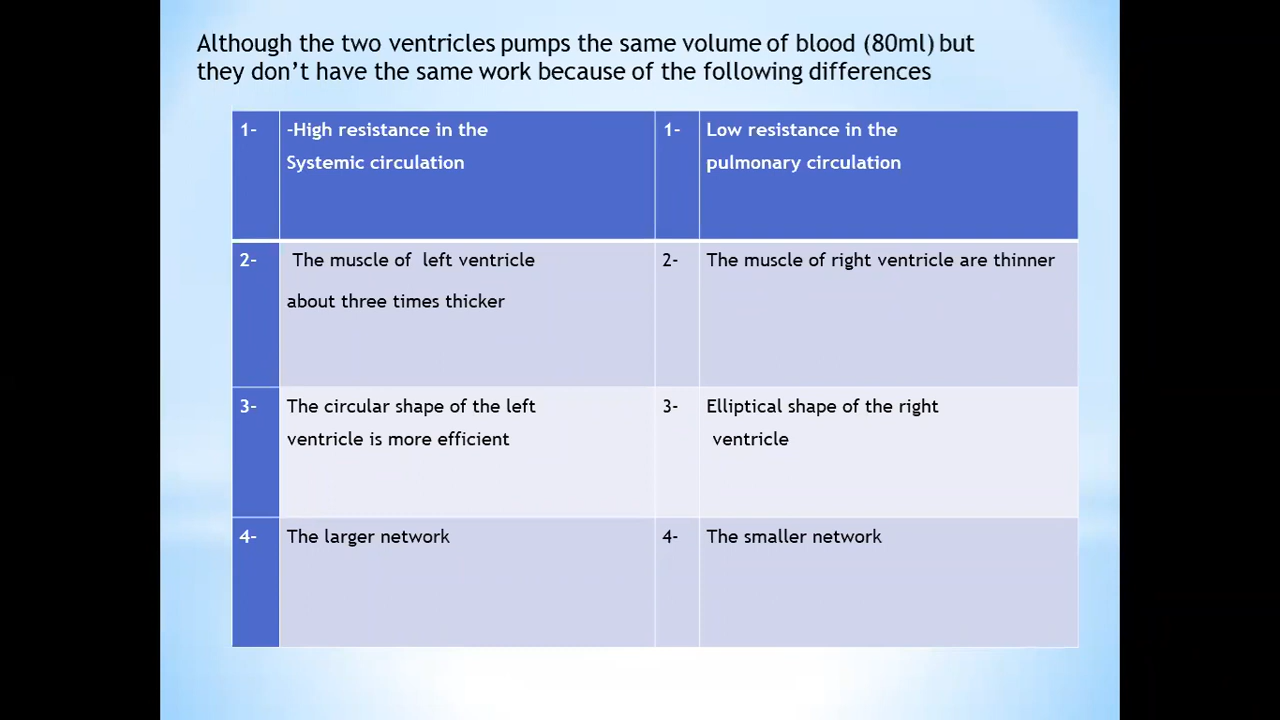 Although the two ventricles pumps the same volume of blood (80ml) but
they don't have the same work because of the following differences
1- -High resistance in the 1- Low resistance in the
Systemic circulation pulmonary circulation
2- The muscle of left ventricle 2- The muscle of right ventricle are thinner
about three times thicker
3- The circular shape of the left 3- Elliptical shape of the right
ventricle is more efficient ventricle
4- The larger network 4- The smaller network